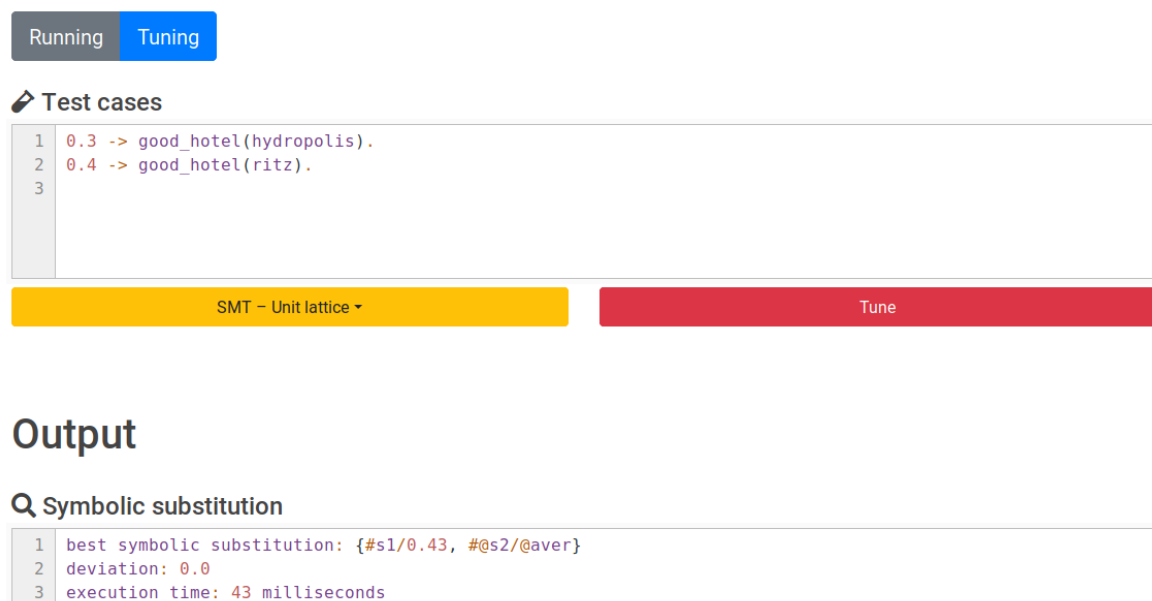 Running Tuning
Test cases
1 0.3 -> good_hotel(hydropolis).
2 0.4 -> good_hotel(ritz).
3
SMT – Unit lattice Tune
Output
Symbolic substitution
1 best symbolic substitution: {#s1/0.43, #@s2/@aver}
2 deviation: 0.0
3 execution time: 43 milliseconds